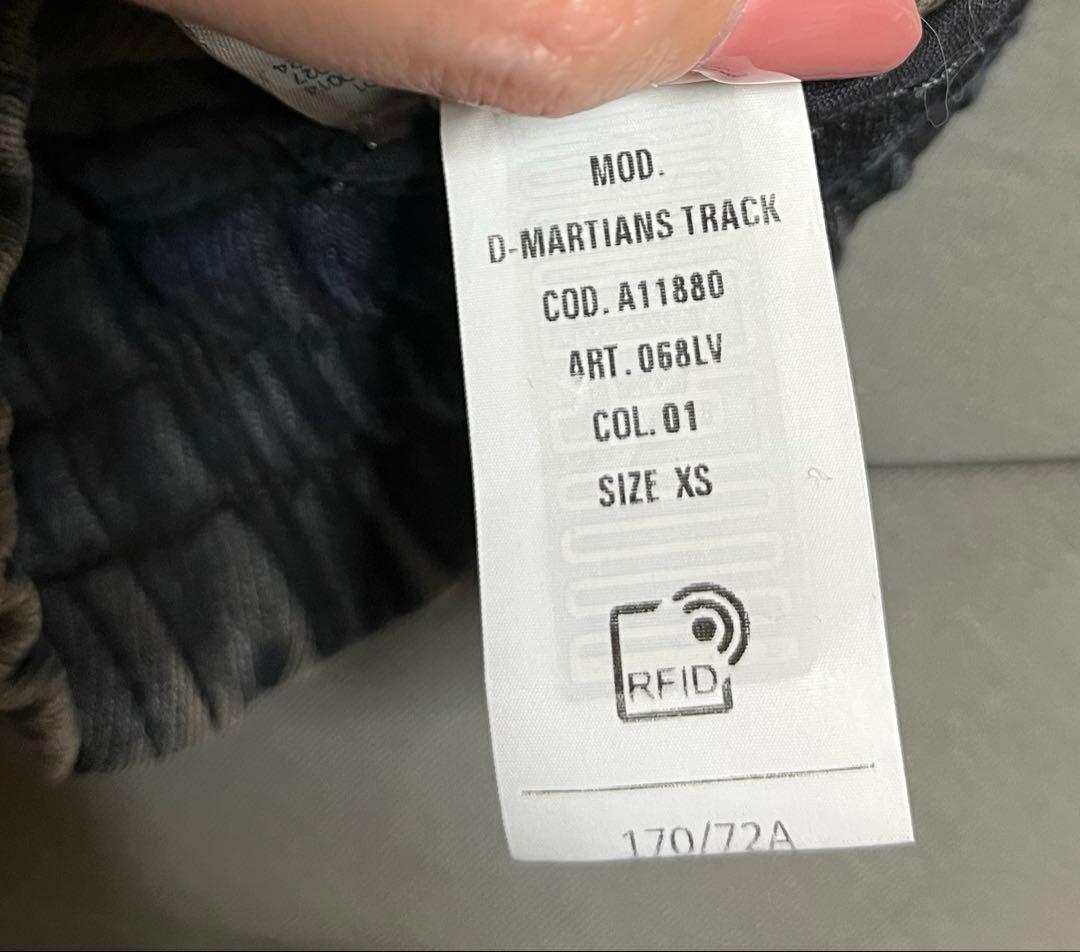 MOD.
D-MARTIANS TRACK
COD. A11880
ART. 068LV
COL. 01
SIZE XS
RFID
170/72A